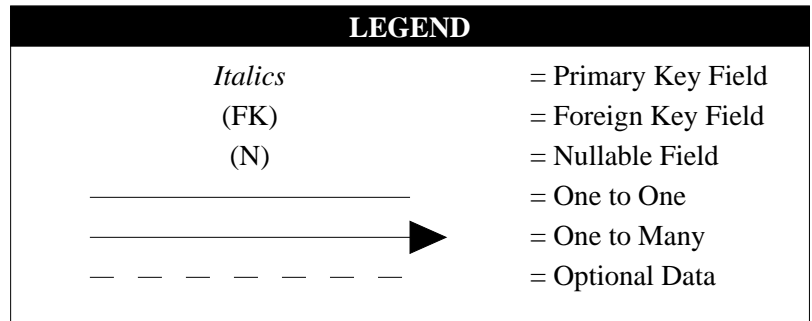 LEGEND
Italics = Primary Key Field
(FK) = Foreign Key Field
(N) = Nullable Field
= One to One
= One to Many
= Optional Data